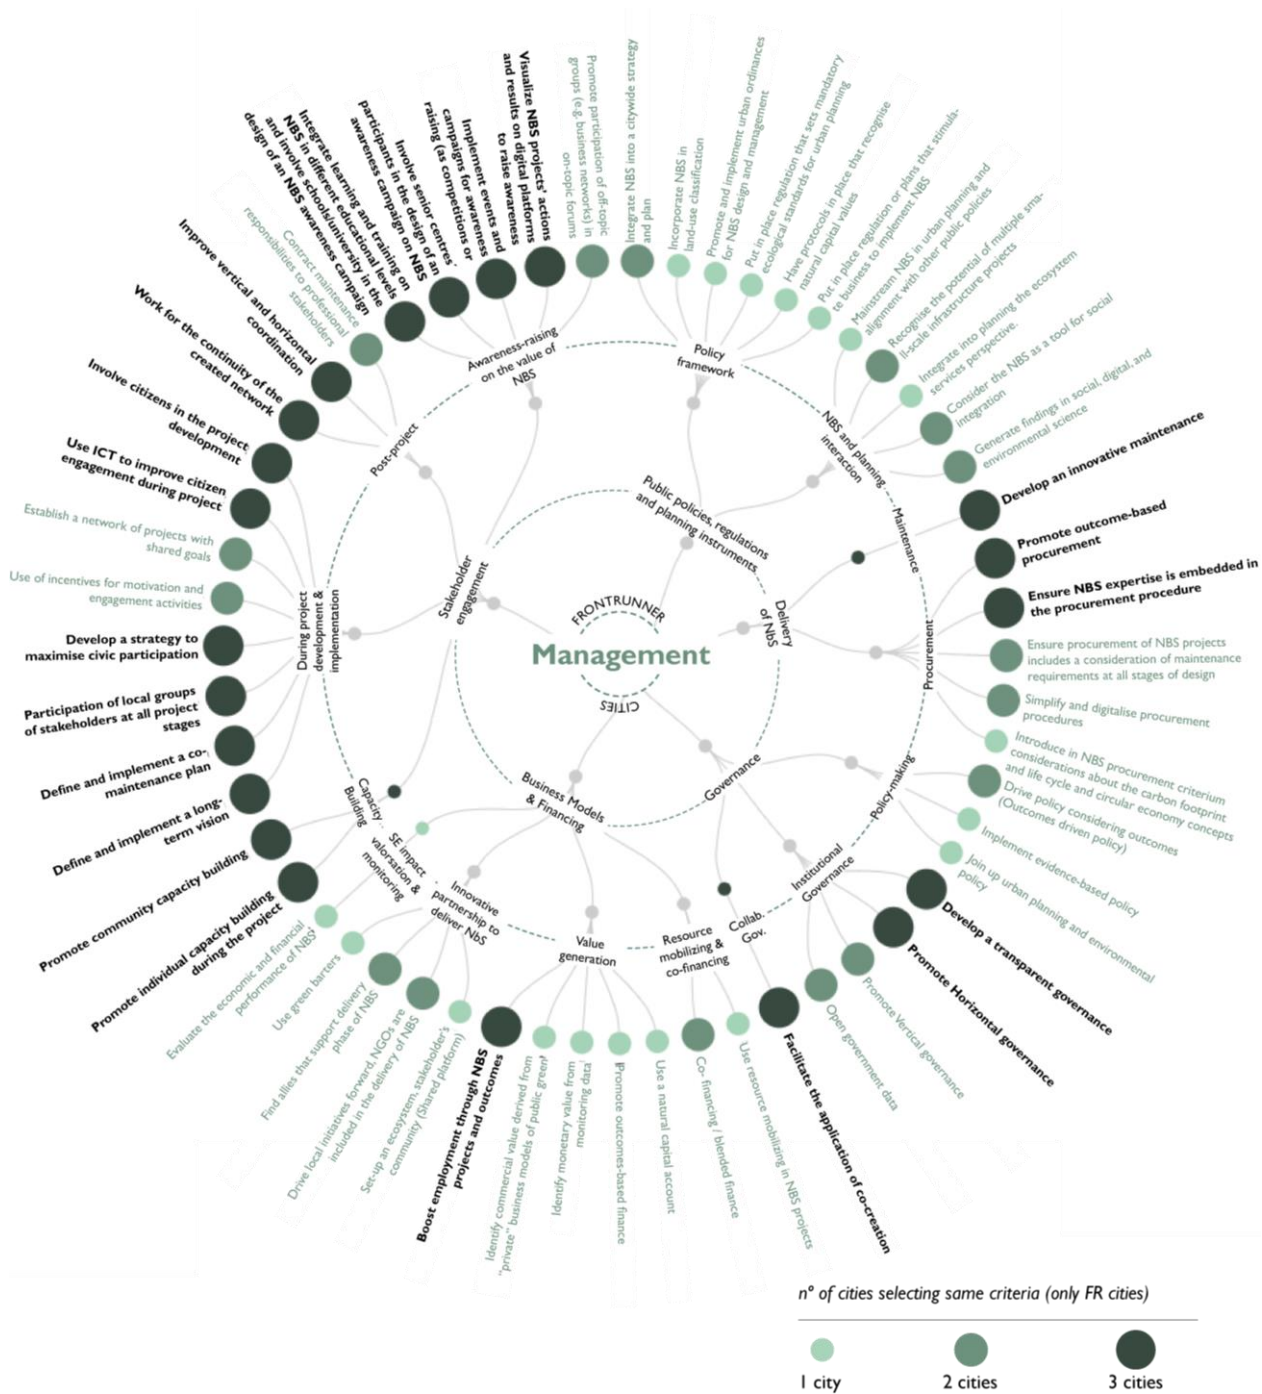 FRONTRUNNER
Management
CITIES
Public policies, regulations
and planning instruments
Delivery
of NbS
Governance
Business Models
& Financing
Stakeholder
engagement
Policy
framework
NBS and planning
interaction
Maintenance
Procurement
Policy-making
Institutional
Governance
Collab.
Gov.
Resource
mobilizing &
co-financing
Value
generation
Innovative
partnership to
deliver NbS
SE impact
valorsation &
monitoring
Capacity
Building
During project
development &
implementation
Post-project
Awareness-raising
on the value of
NBS
Integrate NBS into a citywide strategy
and plan
Incorporate NBS in
land-use classification
Promote and implement urban ordinances
for NBS design and management
Put in place regulation that sets mandatory
ecological standards for urban planning
Have protocols in place that recognise
natural capital values
Put in place regulation or plans that stimula-
te business to implement NBS
Mainstream NBS in urban planning and
alignment with other public policies
Recognise the potential of multiple sma-
ll-scale infrastructure projects
Integrate into planning the ecosystem
services perspective.
Consider the NBS as a tool for social
integration
Generate findings in social, digital, and
environmental science
Develop an innovative maintenance
Promote outcome-based
procurement
Ensure NBS expertise is embedded in
the procurement procedure
Ensure procurement of NBS projects
includes a consideration of maintenance
requirements at all stages of design
Simplify and digitalise procurement
procedures
Introduce in NBS procurement criterium
considerations about the carbon footprint
and life cycle and circular economy concepts
Drive policy considering outcomes
(Outcomes driven policy)
Implement evidence-based policy
Join up urban planning and environmental
policy
Develop a transparent governance
Promote Horizontal governance
Promote Vertical governance
Open government data
Facilitate the application of co-creation
Use resource mobilizing in NBS projects
Co- financing / blended finance
Use a natural capital account
Promote outcomes-based finance
Identify monetary value from
monitoring data
Identify commercial value derived from
"private" business models of public green
Boost employment through NBS
projects and outcomes
Set-up an ecosystem, stakeholder's
community (Shared platform)
Drive local initiatives forward, NGOs are
included in the delivery of NBS
Find allies that support delivery
phase of NBS
Use green barters
Evaluate the economic and financial
performance of NBS
Promote individual capacity building
during the project
Promote community capacity building
Define and implement a long-
term vision
Define and implement a co-
maintenance plan
Participation of local groups
of stakeholders at all project
stages
Develop a strategy to
maximise civic participation
Use of incentives for motivation and
engagement activities
Establish a network of projects with
shared goals
Use ICT to improve citizen
engagement during project
Involve citizens in the project
development
Work for the continuity of the
created network
Improve vertical and horizontal
coordination
Contract maintenance
responsibilities to professional
stakeholders
Integrate learning and training on
NBS in different educational levels
and involve schools/university in the
design of an NBS awareness campaign
Involve senior centres'
participants in the design of an
awareness campaign on NBS
Implement events and
campaigns for awareness
raising (as competitions or
Visualize NBS projects' actions
and results on digital platforms
to raise awareness
Promote participation of off-topic
groups (e.g. business networks) in
on-topic forums
nº of cities selecting same criteria (only FR cities)
1 city
2 cities
3 cities